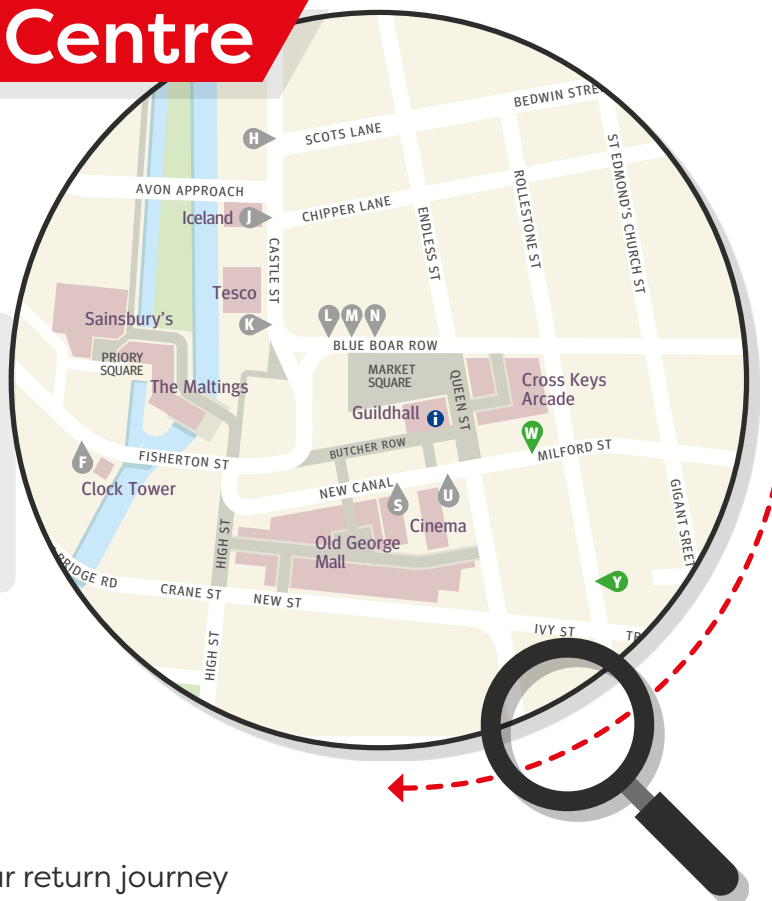 Centre
BEDWIN STRE
SCOTS LANE
H
ST EDMOND'S CHURCH ST
AVON APPROACH
ROLLESTONE ST
CHIPPER LANE
Iceland
J
ENDLESS ST
CASTLE ST
Tesco
Sainsbury's
K
L
M
N
BLUE BOAR ROW
PRIORY
SQUARE
MARKET
SQUARE
The Maltings
QUEEN ST
Cross Keys
Arcade
Guildhall
i
W
BUTCHER ROW
MILFORD ST
F
FISHERTON ST
Clock Tower
NEW CANAL
S
U
GIGANT SREET
Cinema
HIGH ST
Old George
Mall
BRIDGE RD
CRANE ST
NEW ST
Y
IVY ST
TR
HIGH ST
ur return journey